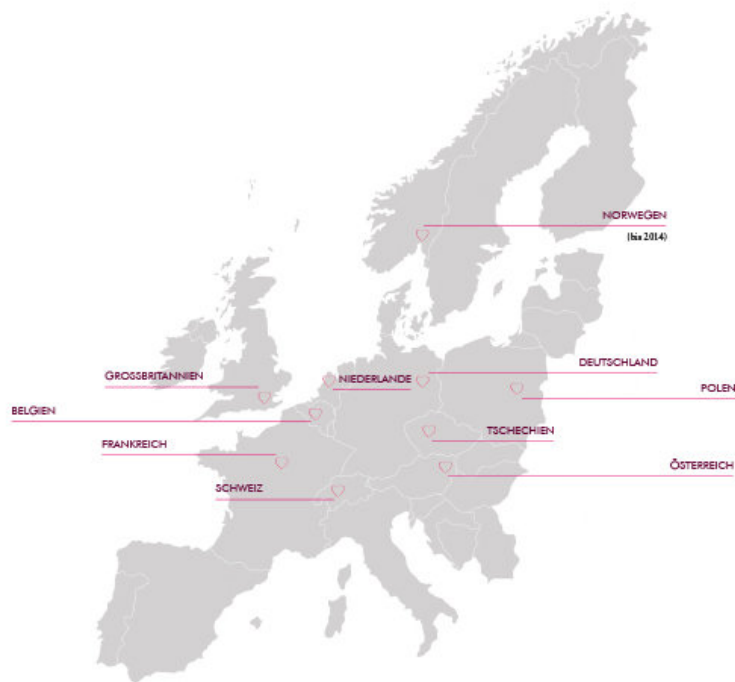 NORWEGEN
(bis 2014)
DEUTSCHLAND
GROSSBRITANNIEN
NIEDERLANDE
POLEN
BELGIEN
TSCHECHIEN
FRANKREICH
ÖSTERREICH
SCHWEIZ